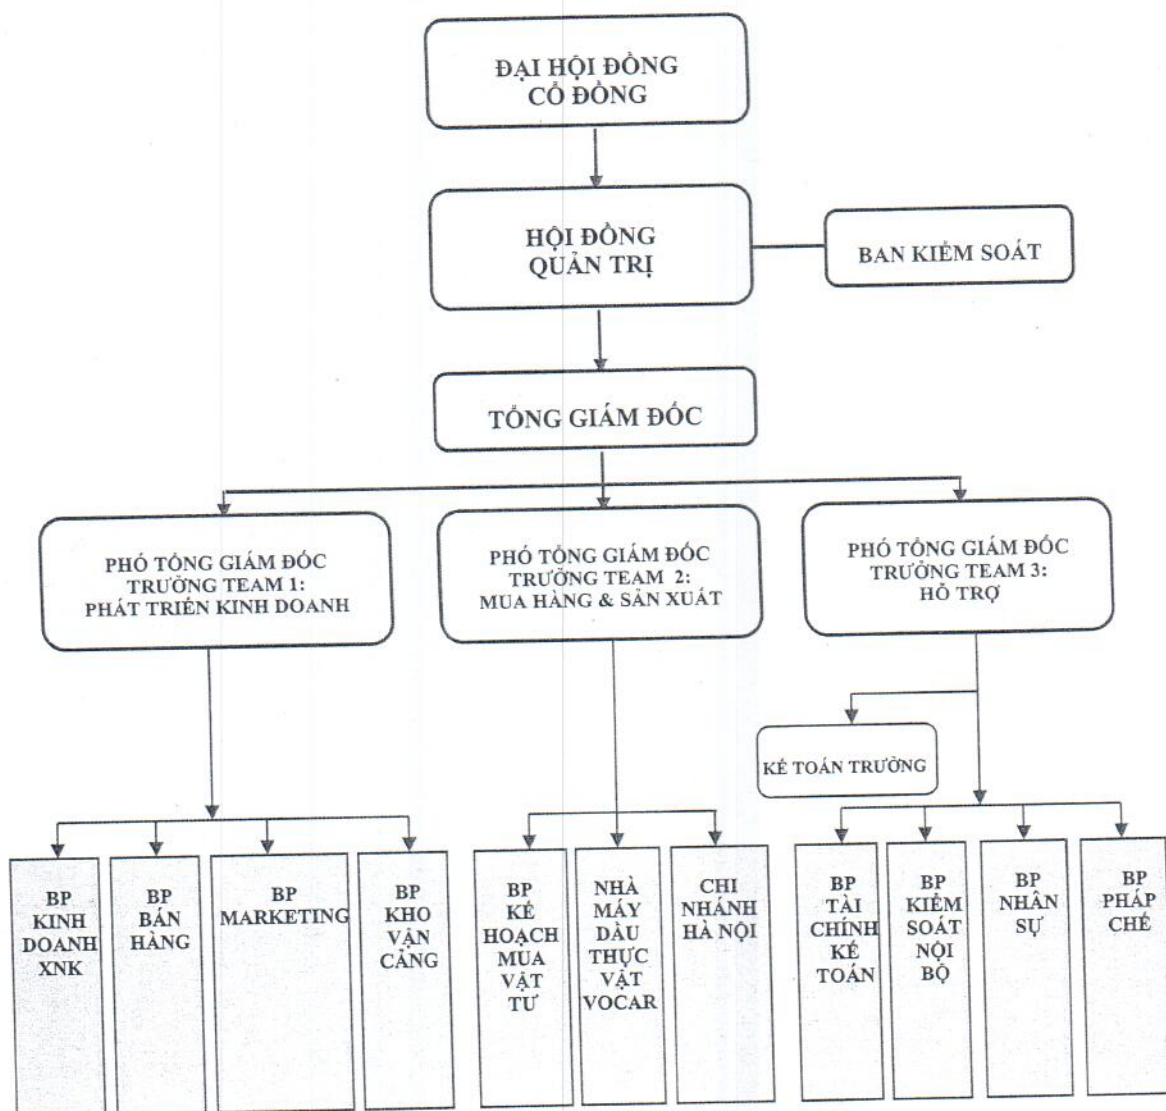 ĐẠI HỘI ĐỒNG
CỔ ĐÔNG
HỘI ĐỒNG
QUẢN TRỊ
BAN KIỂM SOÁT
TỔNG GIÁM ĐỐC
PHÓ TỔNG GIÁM ĐỐC
TRƯỞNG TEAM 1:
PHÁT TRIỂN KINH DOANH
PHÓ TỔNG GIÁM ĐỐC
TRƯỞNG TEAM 2:
MUA HÀNG & SẢN XUẤT
PHÓ TỔNG GIÁM ĐỐC
TRƯỞNG TEAM 3:
HỖ TRỢ
KẾ TOÁN TRƯỞNG
BP
KINH
DOANH
XNK
BP
BÁN
HÀNG
BP
MARKETING
BP
KHO
VẬN
CẢNG
BP
KẾ
HOẠCH
MUA
VẬT
TƯ
NHÀ
MÁY
DẦU
THỰC
VẬT
VOCAR
CHI
NHÁNH
HÀ NỘI
BP
TÀI
CHÍNH
KẾ
TOÁN
BP
KIỂM
SOÁT
NỘI
BỘ
BP
NHÂN
SỰ
BP
PHÁP
CHẾ